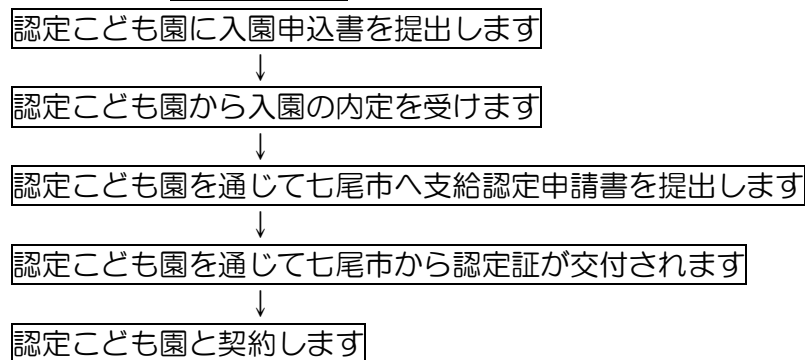 認定こども園に入園申込書を提出します
↓
認定こども園から入園の内定を受けます
↓
認定こども園を通じて七尾市へ支給認定申請書を提出します
↓
認定こども園を通じて七尾市から認定証が交付されます
↓
認定こども園と契約します